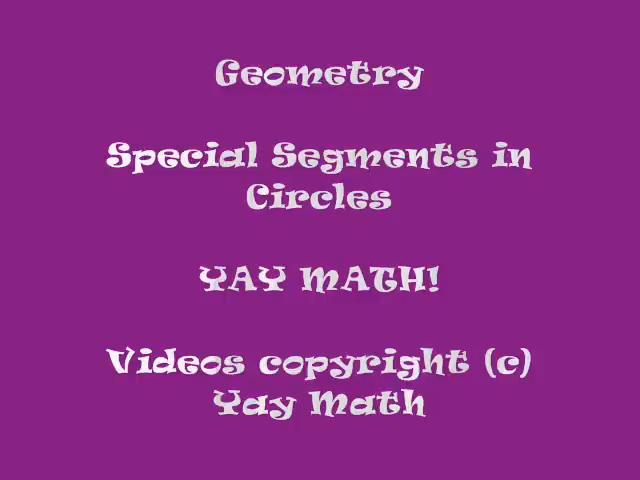 Geometry
Special Segments in
Circles
YAY MATH!
Videos copyright (c)
Yay Math